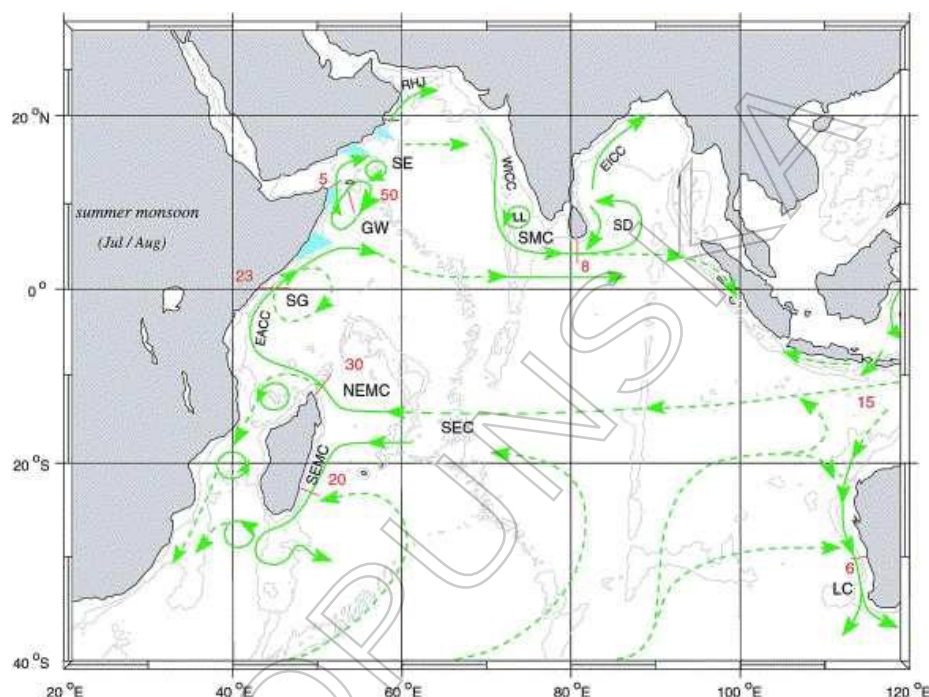 RHJ
20 °N
SE
5
50
WICC
EICC
summer monsoon
(Jul / Aug)
GW
LL
SMC
SD
8
23
0 °
SG
EACC
30
NEMC
15
SEC
20 °S
SEMC
20
6
LC
40 °S
20 °E
40 °E
60 °E
80 °E
100 °E
120 °E